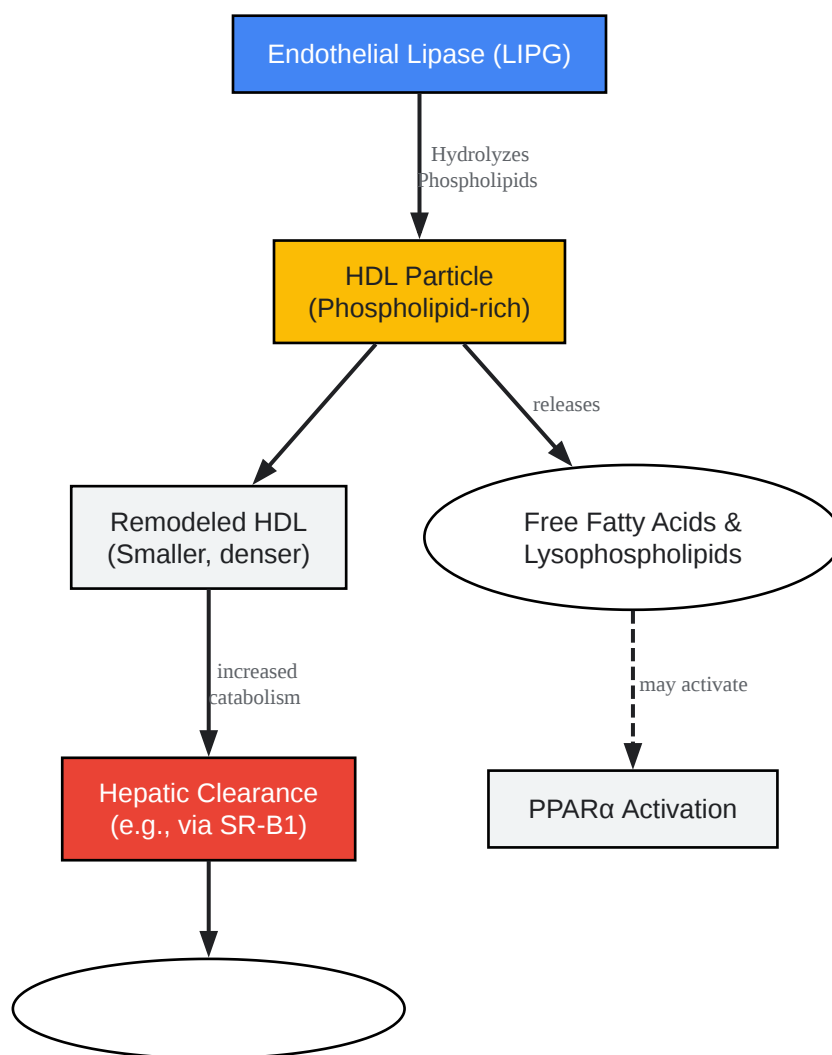 Endothelial Lipase (LIPG)
Hydrolyzes
Phospholipids
HDL Particle
(Phospholipid-rich)
releases
Remodeled HDL
(Smaller, denser)
Free Fatty Acids &
Lysophospholipids
increased
catabolism
may activate
Hepatic Clearance
(e.g., via SR-B1)
PPARα Activation